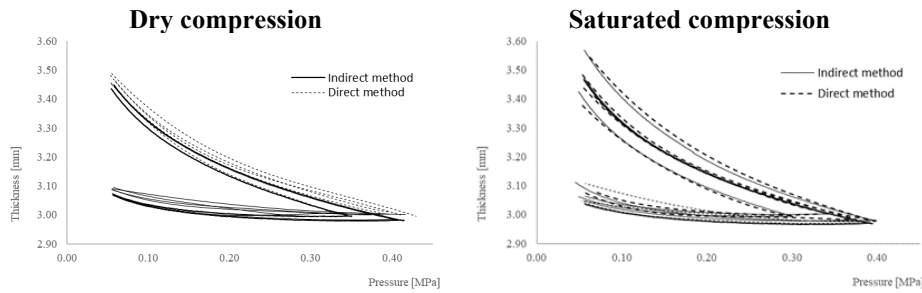 Dry compression
3.60
3.50
3.40
3.30
3.20
3.10
3.00
2.90
Thickness [mm]
Indirect method
Direct method
0.00 0.10 0.20 0.30 0.40
Pressure [MPa]
Saturated compression
3.60
3.50
3.40
3.30
3.20
3.10
3.00
2.90
Thickness [mm]
Indirect method
Direct method
0.00 0.10 0.20 0.30 0.40
Pressure [MPa]